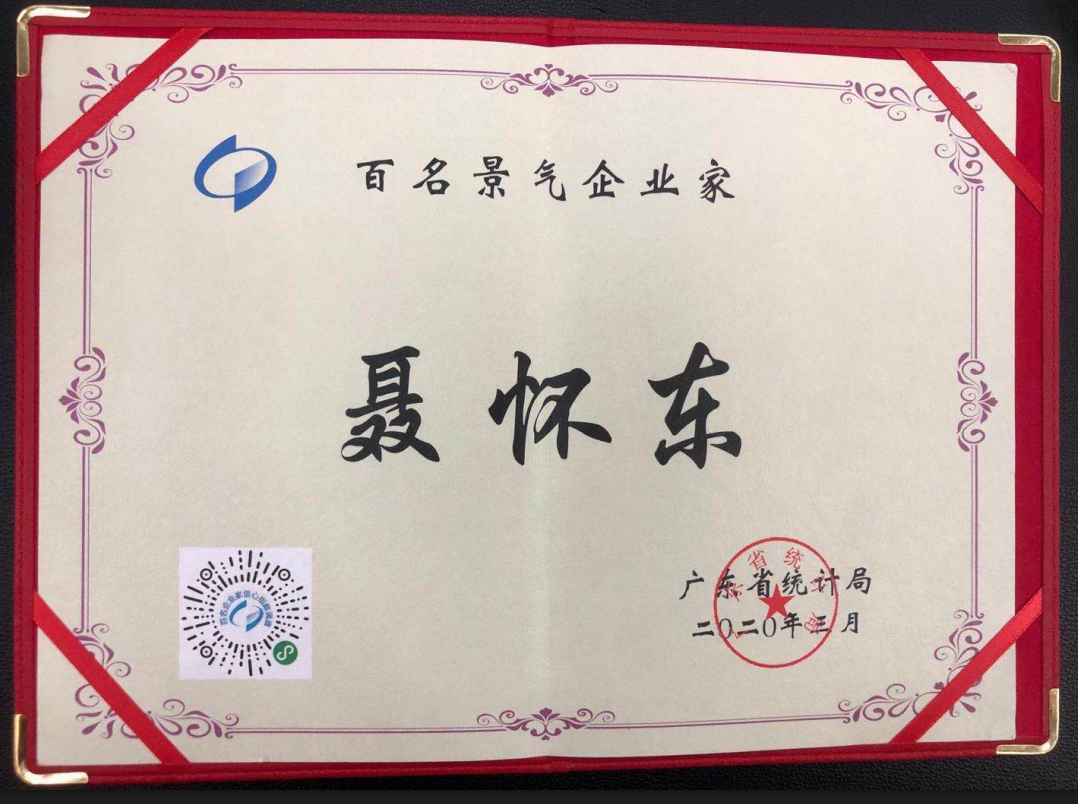 百名景气企业家
聂怀东
广东省统计局
二〇二〇年三月